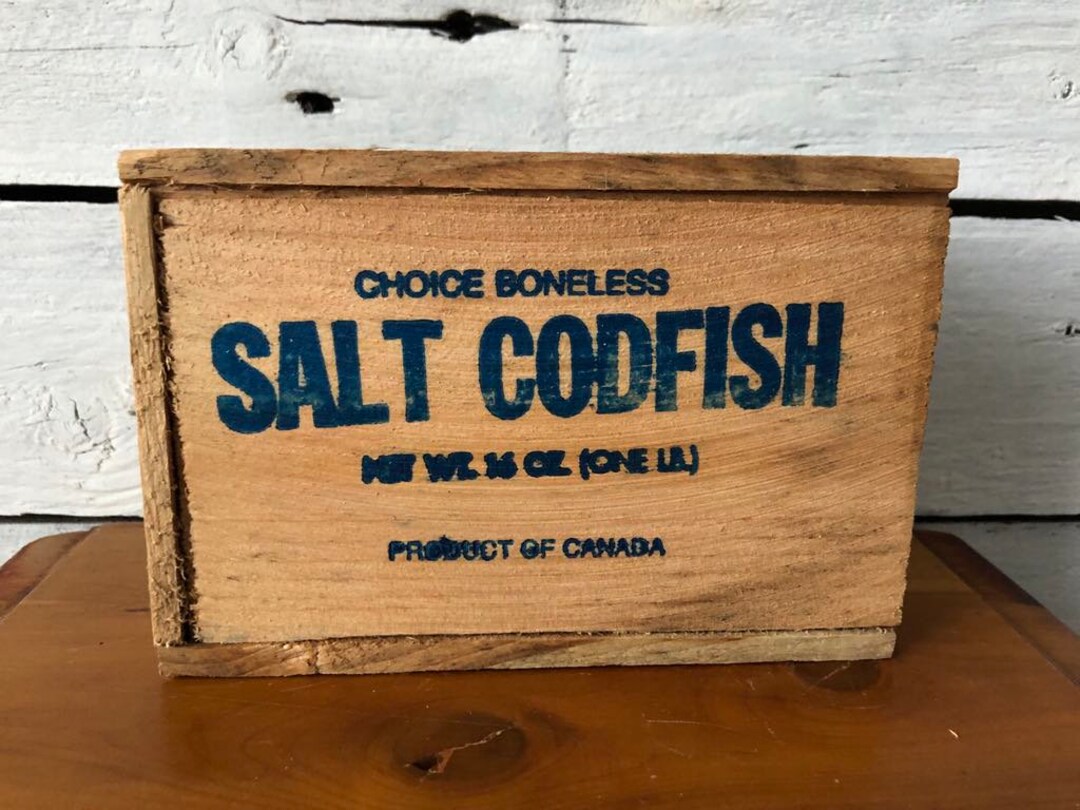 CHOICE BONELESS
SALT CODFISH
NET WT. 16 OZ. (ONE LB.)
PRODUCT OF CANADA